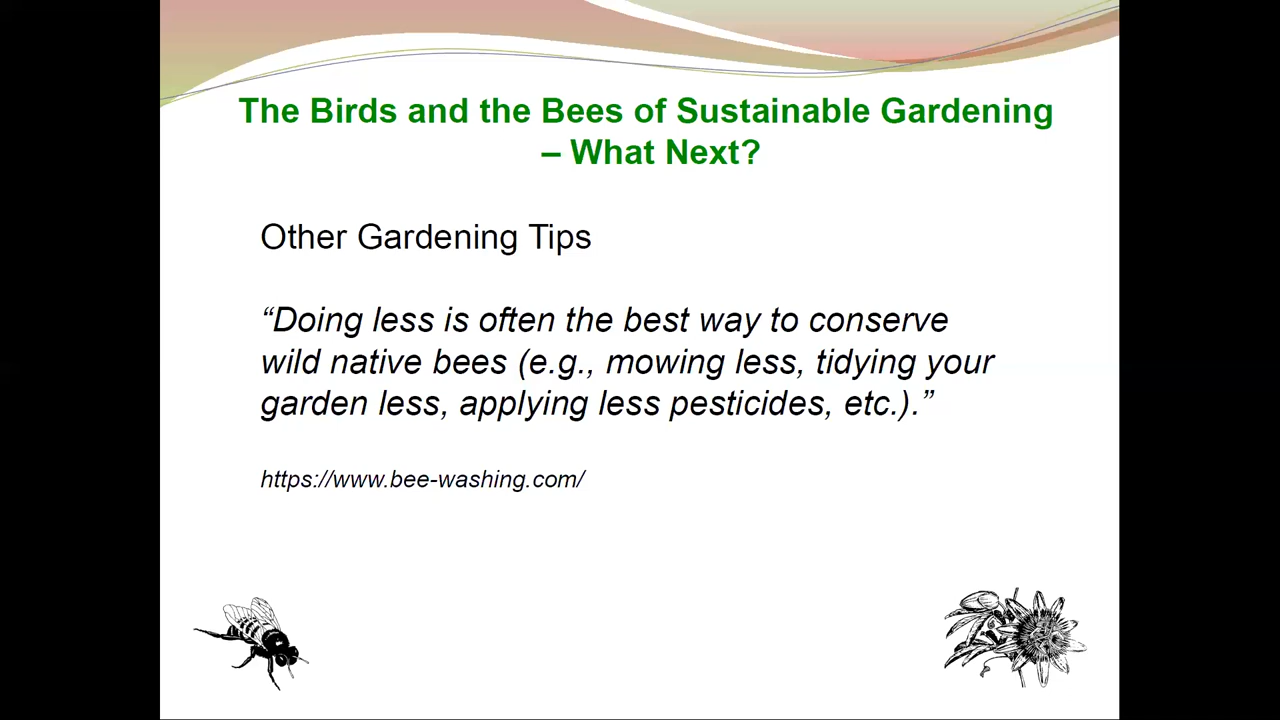 The Birds and the Bees of Sustainable Gardening
– What Next?
Other Gardening Tips
“Doing less is often the best way to conserve
wild native bees (e.g., mowing less, tidying your
garden less, applying less pesticides, etc.).”
https://www.bee-washing.com/